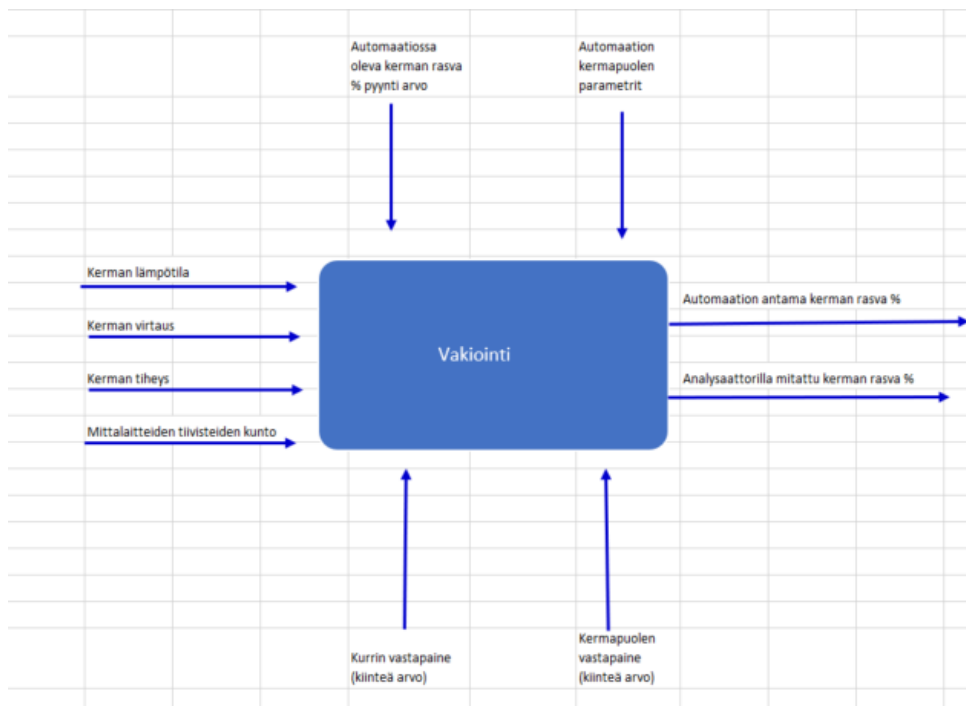 Automaatiossa
oleva kerman rasva
% pyynti arvo
Automaation
kermapuolen
parametrit
Kerman lämpötila
Kerman virtaus
Kerman tiheys
Mittalaitteiden tiivisteiden kunto
Vakiointi
Automaation antama kerman rasva %
Analysaattorilla mitattu kerman rasva %
Kurrin vastapaine
(kiinteä arvo)
Kermapuolen
vastapaine
(kiinteä arvo)